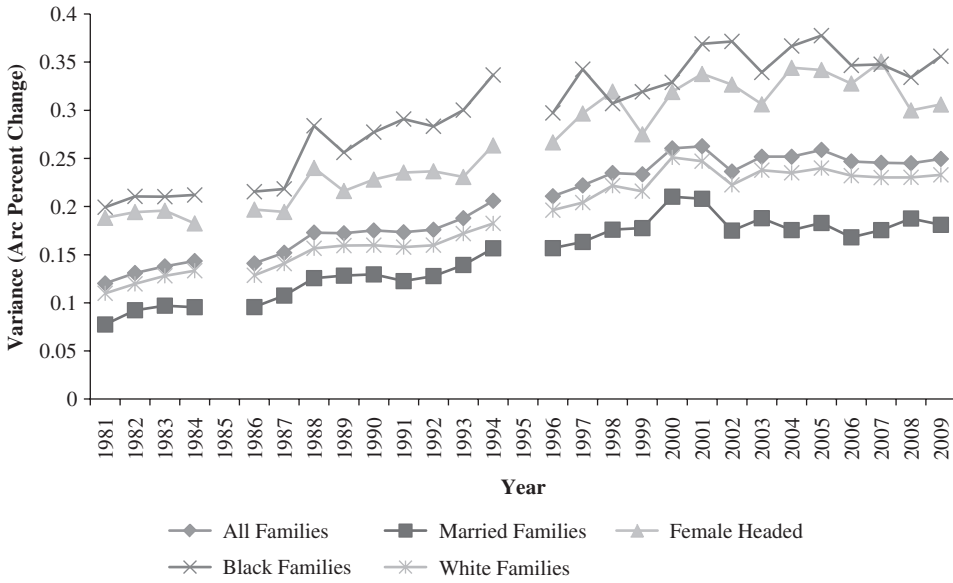 Variance (Arc Percent Change)
0.4
0.35
0.3
0.25
0.2
0.15
0.1
0.05
0
1981 1982 1983 1984 1985 1986 1987 1988 1989 1990 1991 1992 1993 1994 1995 1996 1997 1998 1999 2000 2001 2002 2003 2004 2005 2006 2007 2008 2009
Year
All Families Married Families Female Headed
Black Families White Families